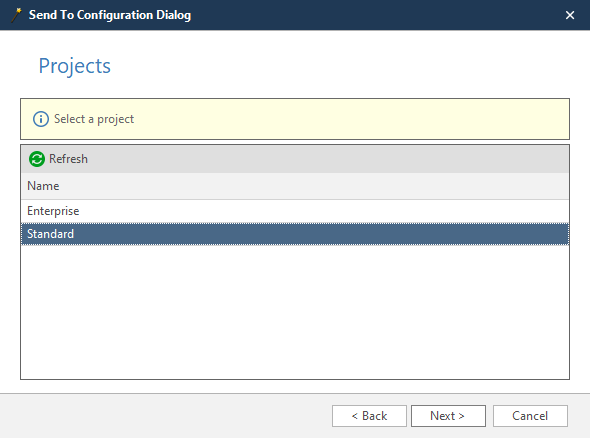 Send To Configuration Dialog
Projects
Select a project
Refresh
Name
Enterprise
Standard
< Back Next > Cancel